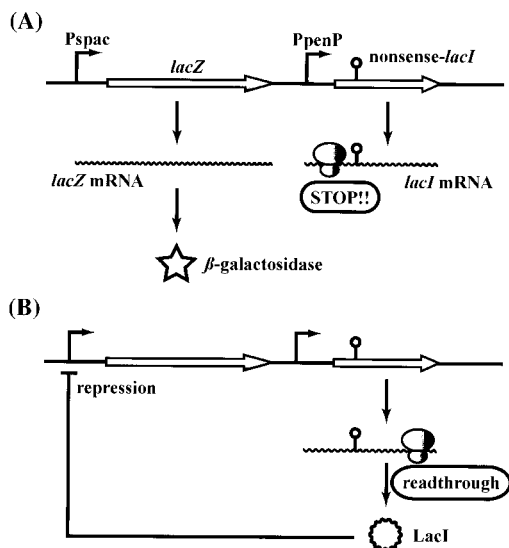 (A)
Pspac
lacZ
PpenP
nonsense-lacI
lacZ mRNA
STOP!!
lacI mRNA
β-galactosidase
(B)
repression
readthrough
LacI